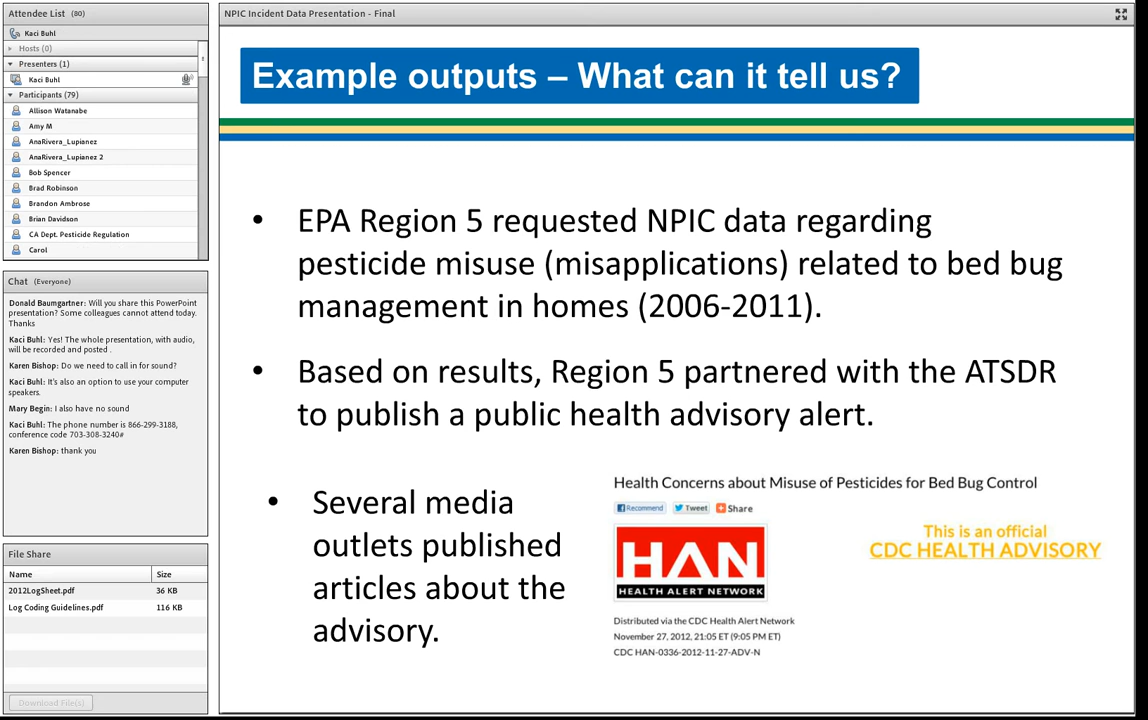 Attendee List (80)
Kaci Buhl
Hosts (0)
Presenters (1)
Kaci Buhl
Participants (79)
Allison Watanabe
Amy M
AnaRivera_Lupianez
AnaRivera_Lupianez 2
Bob Spencer
Brad Robinson
Brandon Ambrose
Brian Davidson
CA Dept. Pesticide Regulation
Carol
Chat (Everyone)
Donald Baumgartner: Will you share this PowerPoint
presentation? Some colleagues cannot attend today.
Thanks
Kaci Buhl: Yes! The whole presentation, with audio,
will be recorded and posted .
Karen Bishop: Do we need to call in for sound?
Kaci Buhl: It's also an option to use your computer
speakers.
Mary Begin: I also have no sound
Kaci Buhl: The phone number is 866-299-3188,
conference code 703-308-3240#
Karen Bishop: thank you
File Share
Name Size
2012LogSheet.pdf 36 KB
Log Coding Guidelines.pdf 116 KB
Download File(s)
NPIC Incident Data Presentation - Final
Example outputs – What can it tell us?
• EPA Region 5 requested NPIC data regarding
pesticide misuse (misapplications) related to bed bug
management in homes (2006-2011).
• Based on results, Region 5 partnered with the ATSDR
to publish a public health advisory alert.
• Several media
outlets published
articles about the
advisory.
Health Concerns about Misuse of Pesticides for Bed Bug Control
Recommend Tweet Share
HAN
HEALTH ALERT NETWORK
This is an official
CDC HEALTH ADVISORY
Distributed via the CDC Health Alert Network
November 27, 2012, 21:05 ET (9:05 PM ET)
CDC HAN-0336-2012-11-27-ADV-N